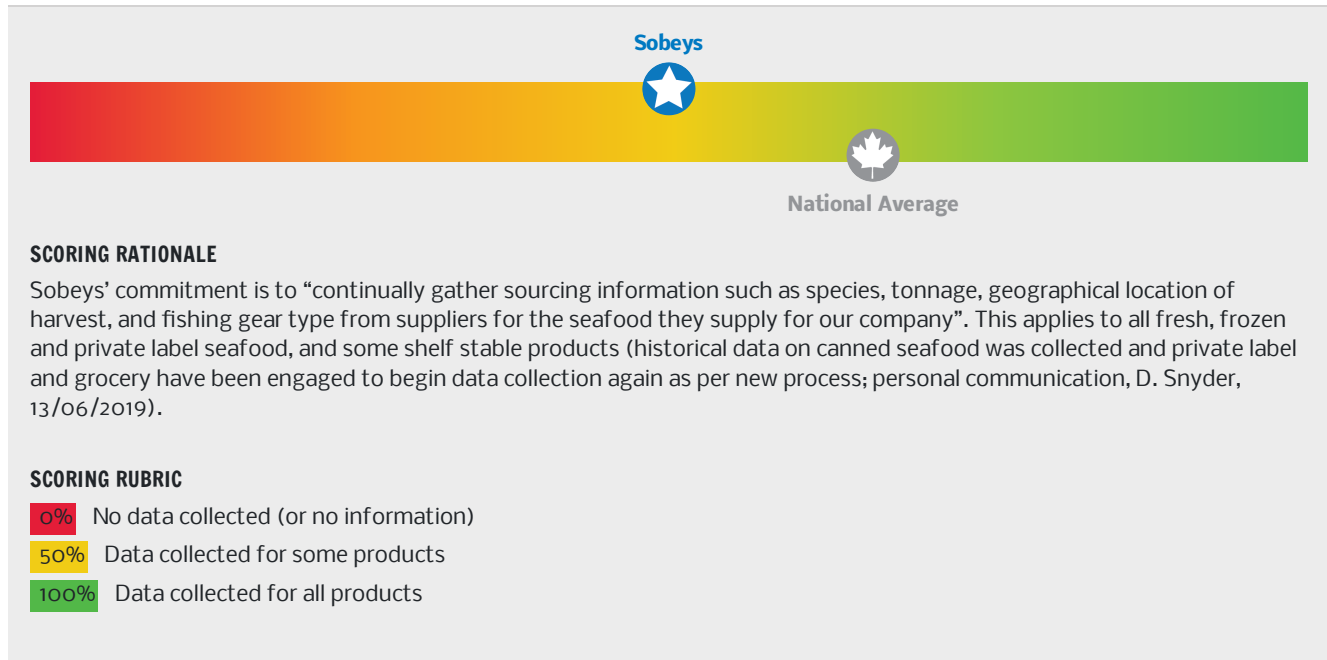 Sobeys
National Average
SCORING RATIONALE
Sobeys’ commitment is to “continually gather sourcing information such as species, tonnage, geographical location of
harvest, and fishing gear type from suppliers for the seafood they supply for our company”. This applies to all fresh, frozen
and private label seafood, and some shelf stable products (historical data on canned seafood was collected and private label
and grocery have been engaged to begin data collection again as per new process; personal communication, D. Snyder,
13/06/2019).
SCORING RUBRIC
0% No data collected (or no information)
50% Data collected for some products
100% Data collected for all products